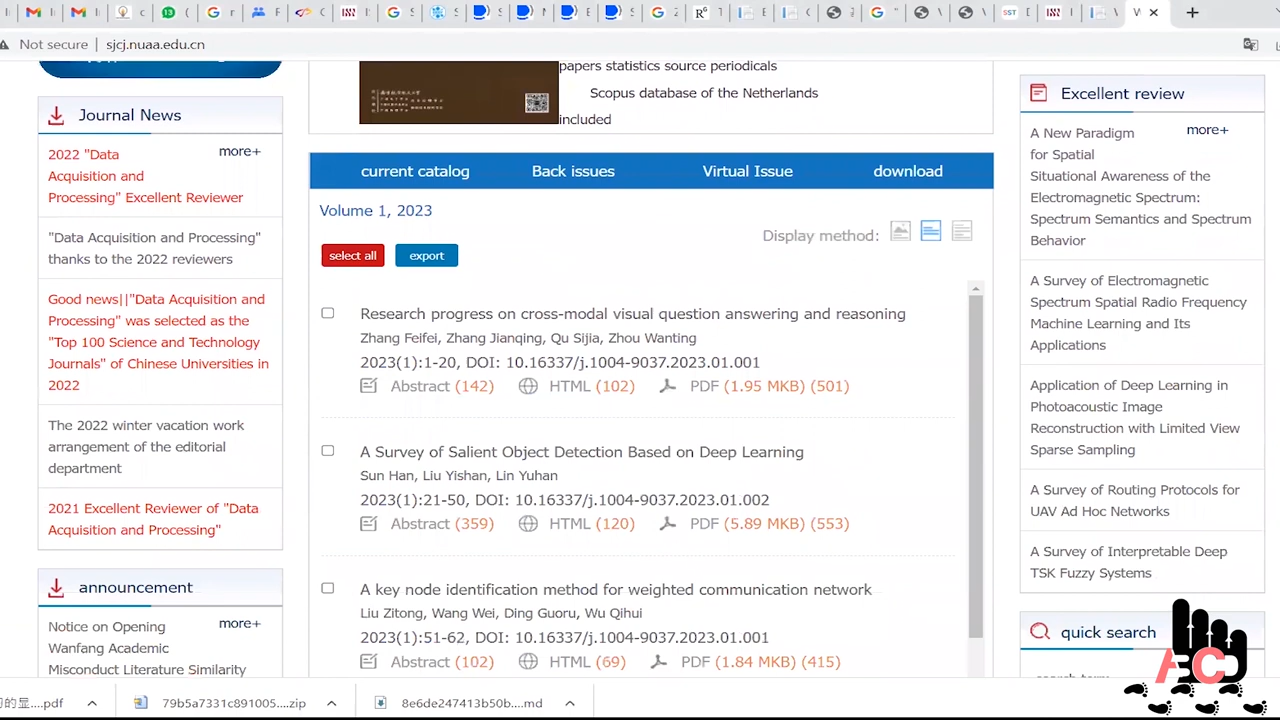 Not secure
sjcj.nuaa.edu.cn
Journal News
more+
2022 "Data
Acquisition and
Processing" Excellent Reviewer
"Data Acquisition and Processing"
thanks to the 2022 reviewers
Good news||"Data Acquisition and
Processing" was selected as the
"Top 100 Science and Technology
Journals" of Chinese Universities in
2022
The 2022 winter vacation work
arrangement of the editorial
department
2021 Excellent Reviewer of "Data
Acquisition and Processing"
announcement
more+
Notice on Opening
Wanfang Academic
Misconduct Literature Similarity
papers statistics source periodicals
Scopus database of the Netherlands
included
current catalog
Back issues
Virtual Issue
download
Volume 1, 2023
Display method:
select all
export
Research progress on cross-modal visual question answering and reasoning
Zhang Feifei, Zhang Jianqing, Qu Sijia, Zhou Wanting
2023(1):1-20, DOI: 10.16337/j.1004-9037.2023.01.001
Abstract (142) HTML (102) PDF (1.95 MKB) (501)
A Survey of Salient Object Detection Based on Deep Learning
Sun Han, Liu Yishan, Lin Yuhan
2023(1):21-50, DOI: 10.16337/j.1004-9037.2023.01.002
Abstract (359) HTML (120) PDF (5.89 MKB) (553)
A key node identification method for weighted communication network
Liu Zitong, Wang Wei, Ding Guoru, Wu Qihui
2023(1):51-62, DOI: 10.16337/j.1004-9037.2023.01.001
Abstract (102) HTML (69) PDF (1.84 MKB) (415)
Excellent review
more+
A New Paradigm
for Spatial
Situational Awareness of the
Electromagnetic Spectrum:
Spectrum Semantics and Spectrum
Behavior
A Survey of Electromagnetic
Spectrum Spatial Radio Frequency
Machine Learning and Its
Applications
Application of Deep Learning in
Photoacoustic Image
Reconstruction with Limited View
Sparse Sampling
A Survey of Routing Protocols for
UAV Ad Hoc Networks
A Survey of Interpretable Deep
TSK Fuzzy Systems
quick search
的显....pdf
79b5a7331c891005....zip
8e6de247413b50b....md